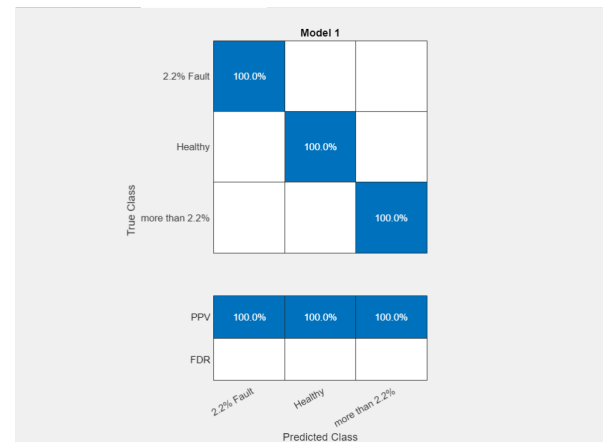 Model 1
2.2% Fault 100.0%
Healthy 100.0%
more than 2.2% 100.0%
True Class
PPV 100.0% 100.0% 100.0%
FDR
2.2% Fault Healthy more than 2.2%
Predicted Class